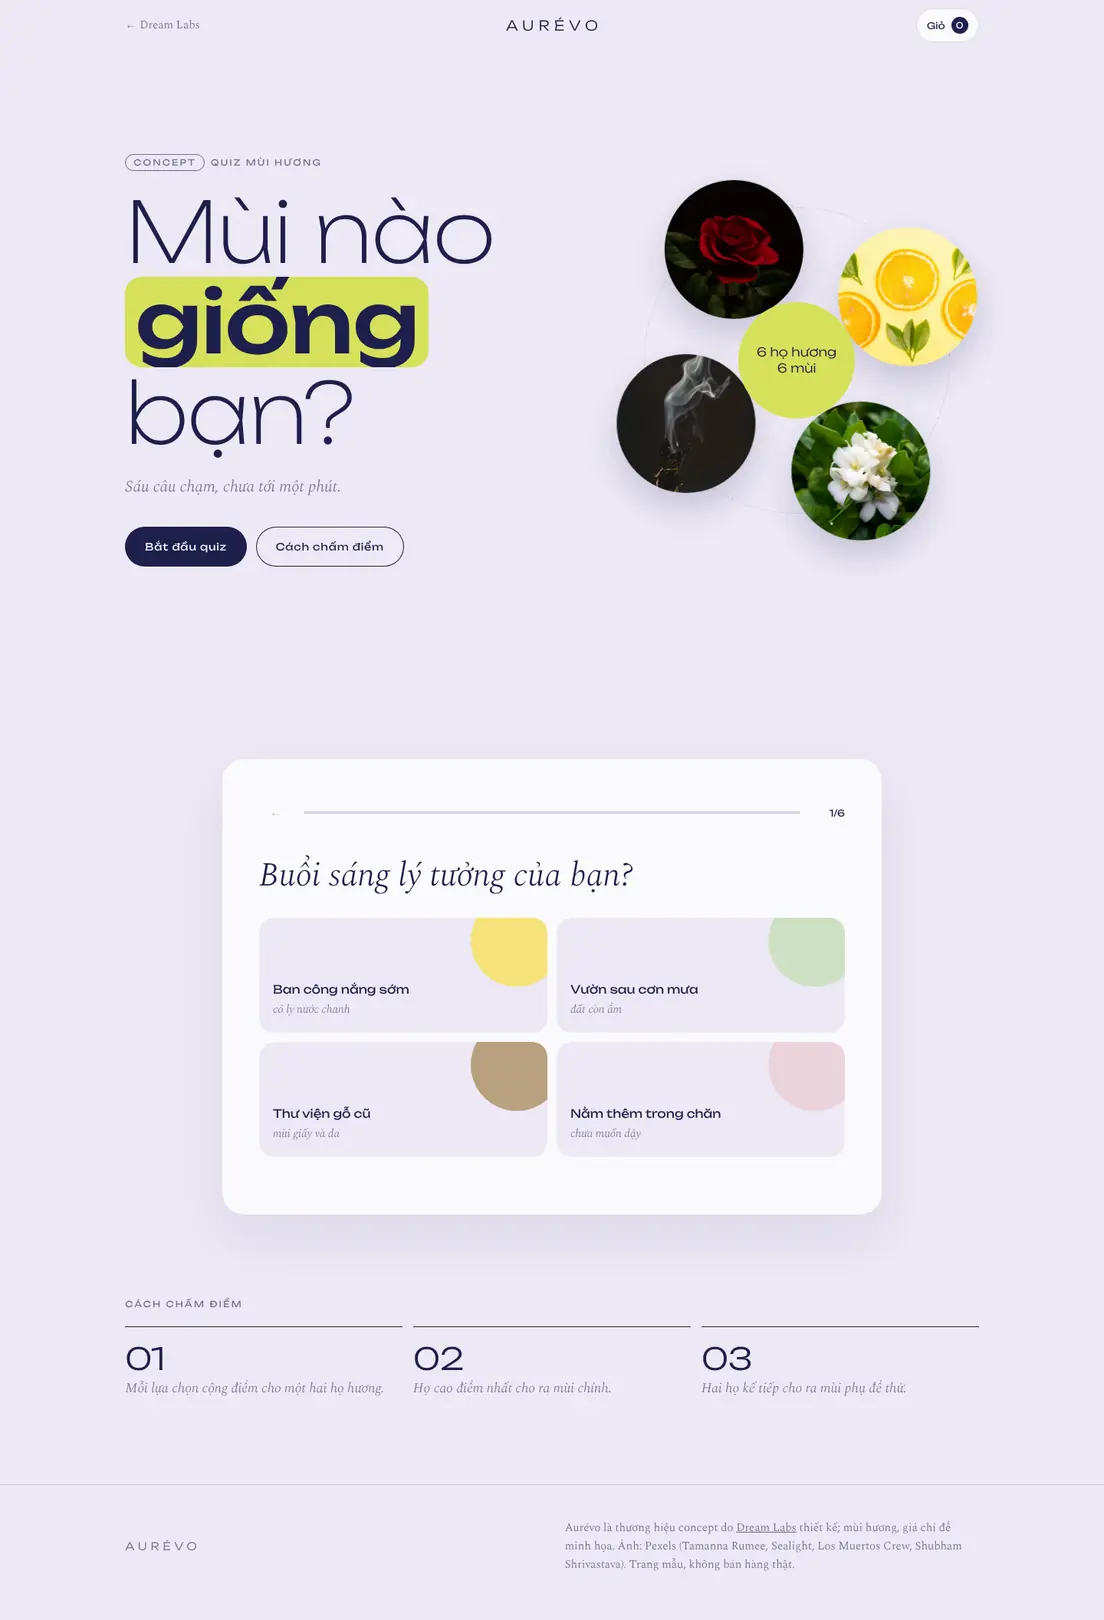 ← Dream Labs
AURÉVO
Giỏ 0
CONCEPT QUIZ MÙI HƯƠNG
Mùi nào
giống
bạn?
Sáu câu chạm, chưa tới một phút.
Bắt đầu quiz
Cách chấm điểm
6 họ hương
6 mùi
←
1/6
Buổi sáng lý tưởng của bạn?
Ban công nắng sớm
có ly nước chanh
Vườn sau cơn mưa
đất còn ẩm
Thư viện gỗ cũ
mùi giấy và da
Nằm thêm trong chăn
chưa muốn dậy
CÁCH CHẤM ĐIỂM
01
Mỗi lựa chọn cộng điểm cho một hai họ hương.
02
Họ cao điểm nhất cho ra mùi chính.
03
Hai họ kế tiếp cho ra mùi phụ để thử.
AURÉVO
Aurévo là thương hiệu concept do Dream Labs thiết kế; mùi hương, giá chỉ để
minh họa. Ảnh: Pexels (Tamanna Rumee, Sealight, Los Muertos Crew, Shubham
Shrivastava). Trang mẫu, không bán hàng thật.